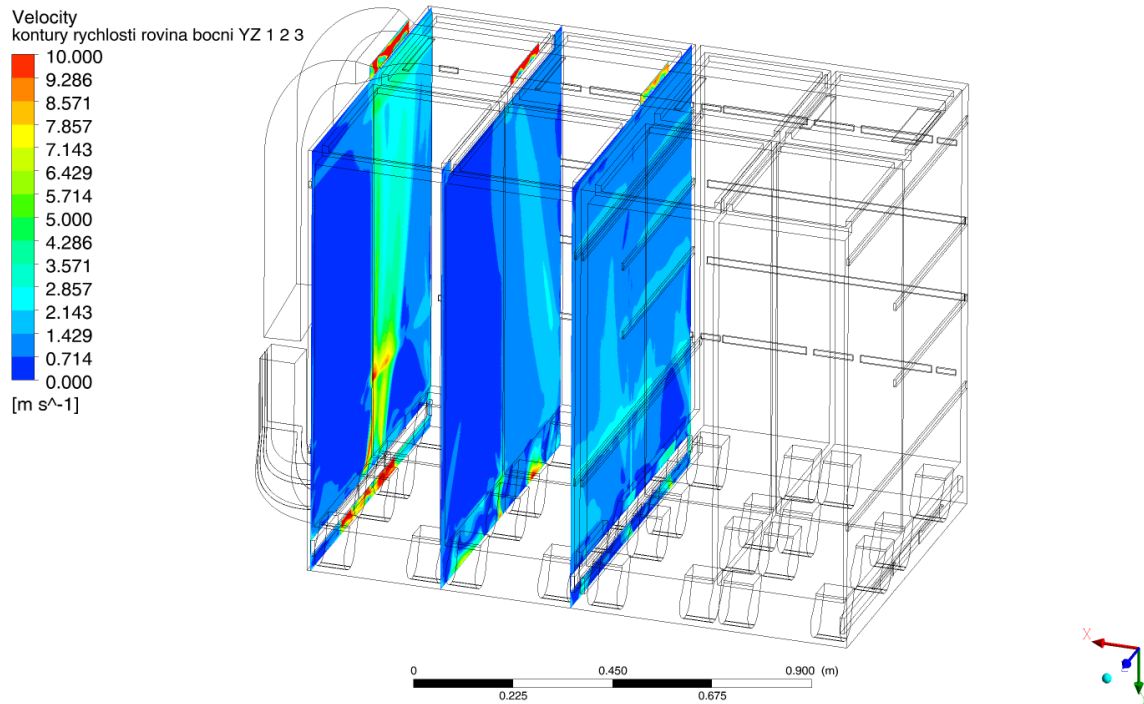 Velocity
kontury rychlosti rovina bocni YZ 1 2 3
10.000
9.286
8.571
7.857
7.143
6.429
5.714
5.000
4.286
3.571
2.857
2.143
1.429
0.714
0.000
[m s^-1]
0 0.450 0.900 (m)
0.225 0.675
X
Z